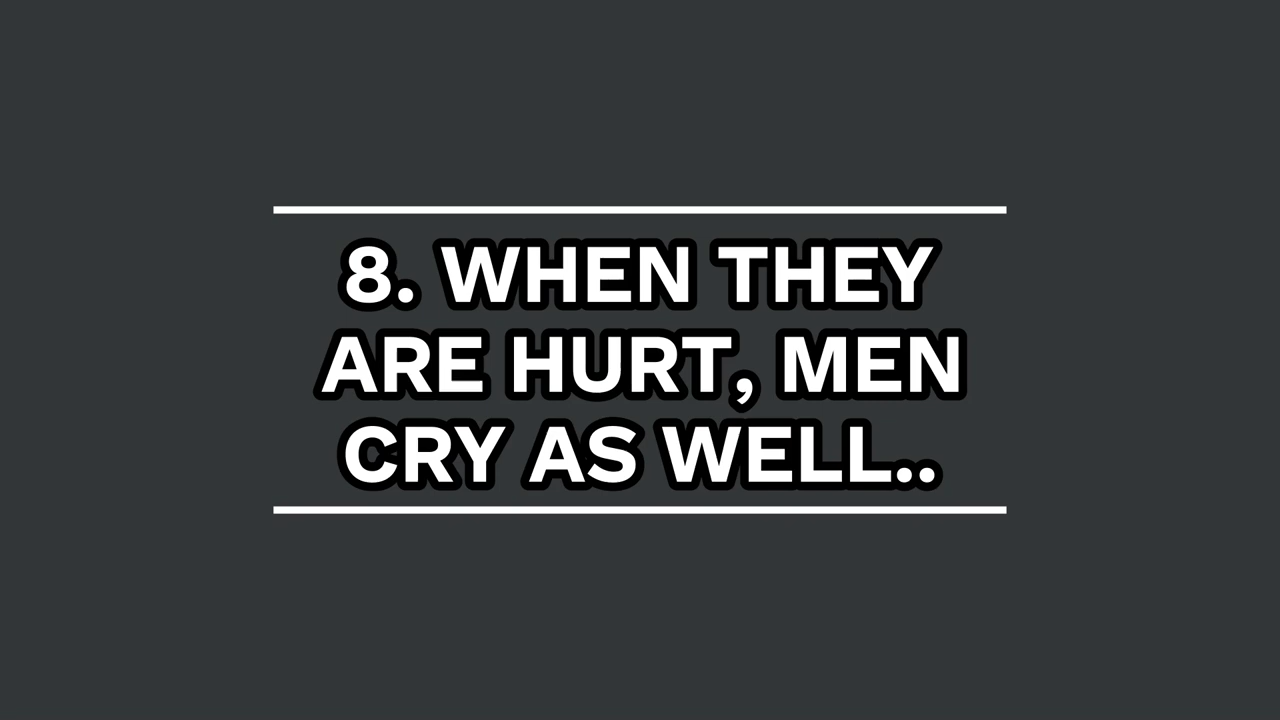 8. WHEN THEY
ARE HURT, MEN
CRY AS WELL..